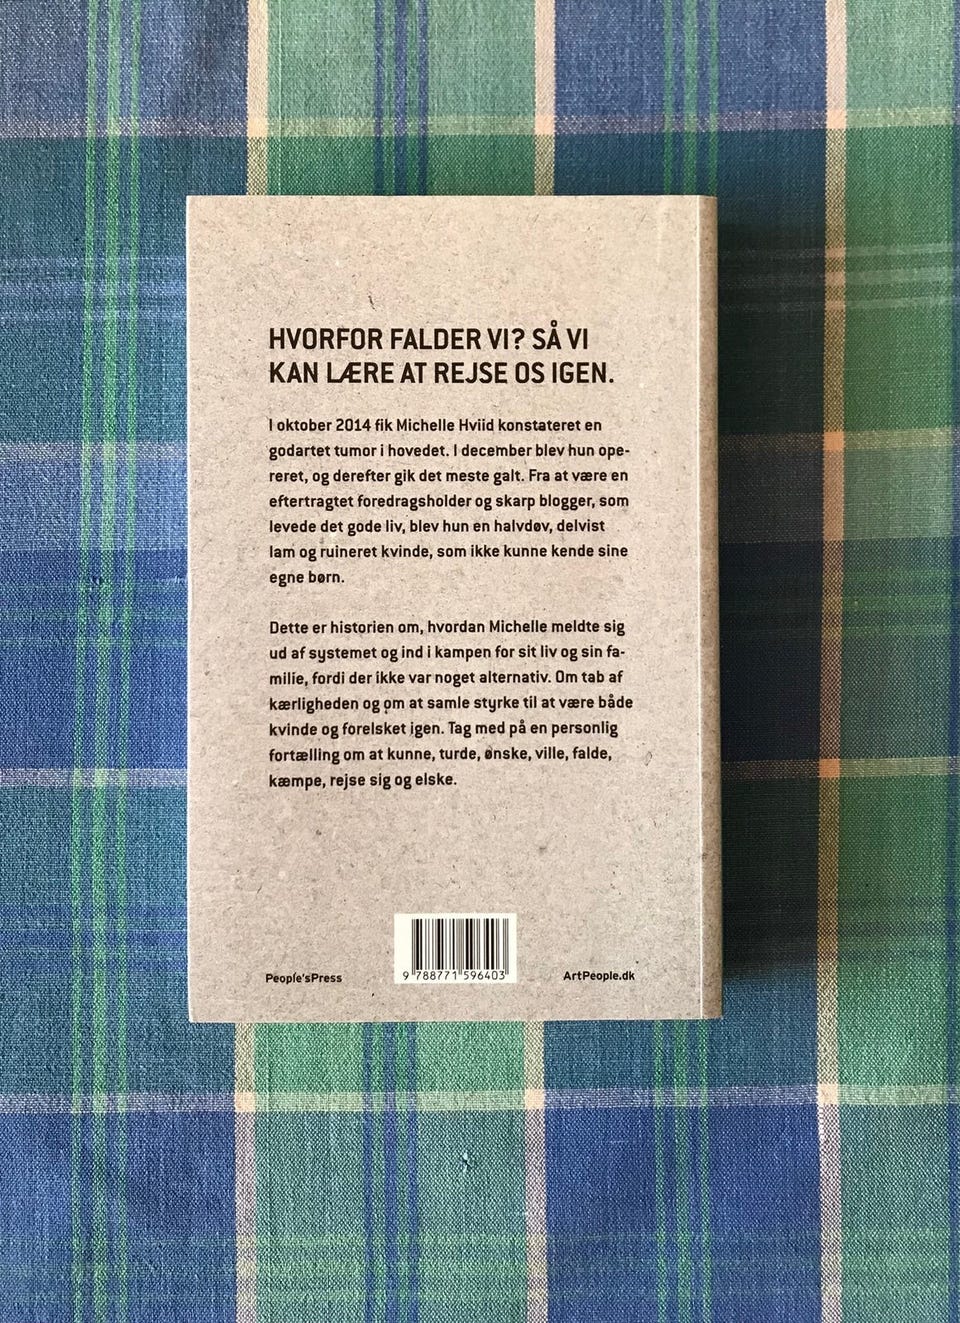 HVORFOR FALDER VI? SÅ VI
KAN LÆRE AT REJSE OS IGEN.
I oktober 2014 fik Michelle Hviid konstateret en
godartet tumor i hovedet. I december blev hun ope-
reret, og derefter gik det meste galt. Fra at være en
eftertragtet foredragsholder og skarp blogger, som
levede det gode liv, blev hun en halvdøv, delvist
lam og ruineret kvinde, som ikke kunne kende sine
egne børn.
Dette er historien om, hvordan Michelle meldte sig
ud af systemet og ind i kampen for sit liv og sin fa-
milie, fordi der ikke var noget alternativ. Om tab af
kærligheden og om at samle styrke til at være både
kvinde og forelsket igen. Tag med på en personlig
fortælling om at kunne, turde, ønske, ville, falde,
kæmpe, rejse sig og elske.
People'sPress
9 788771 596403
ArtPeople.dk